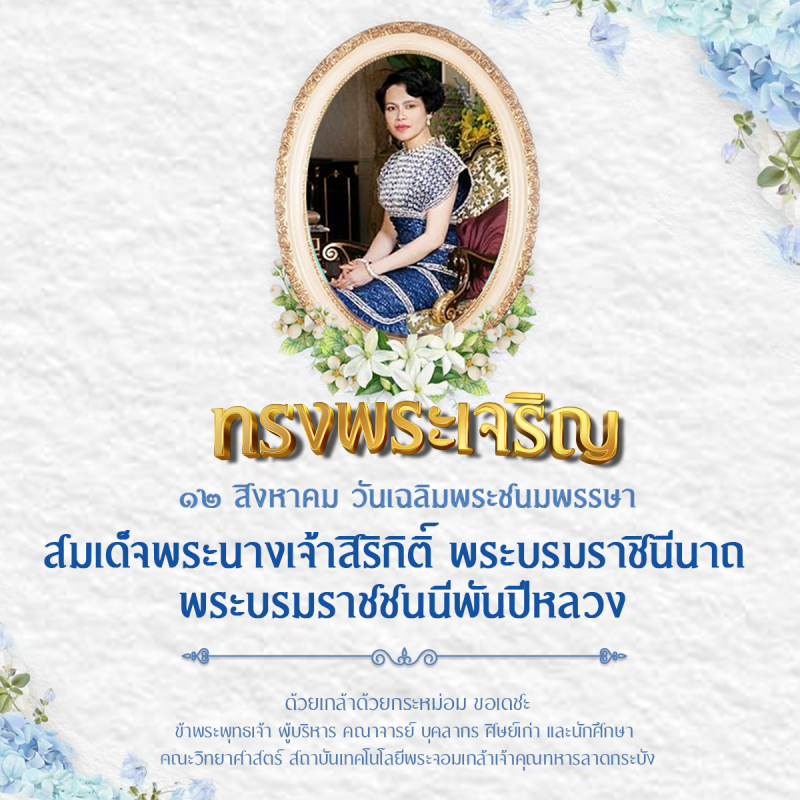 ทรงพระเจริญ
๑๒ สิงหาคม วันเฉลิมพระชนมพรรษา
สมเด็จพระนางเจ้าสิริกิติ์ พระบรมราชินีนาถ
พระบรมราชชนนีพันปีหลวง
ด้วยเกล้าด้วยกระหม่อม ขอเดชะ
ข้าพระพุทธเจ้า ผู้บริหาร คณาจารย์ บุคลากร ศิษย์เก่า และนักศึกษา
คณะวิทยาศาสตร์ สถาบันเทคโนโลยีพระจอมเกล้าเจ้าคุณทหารลาดกระบัง